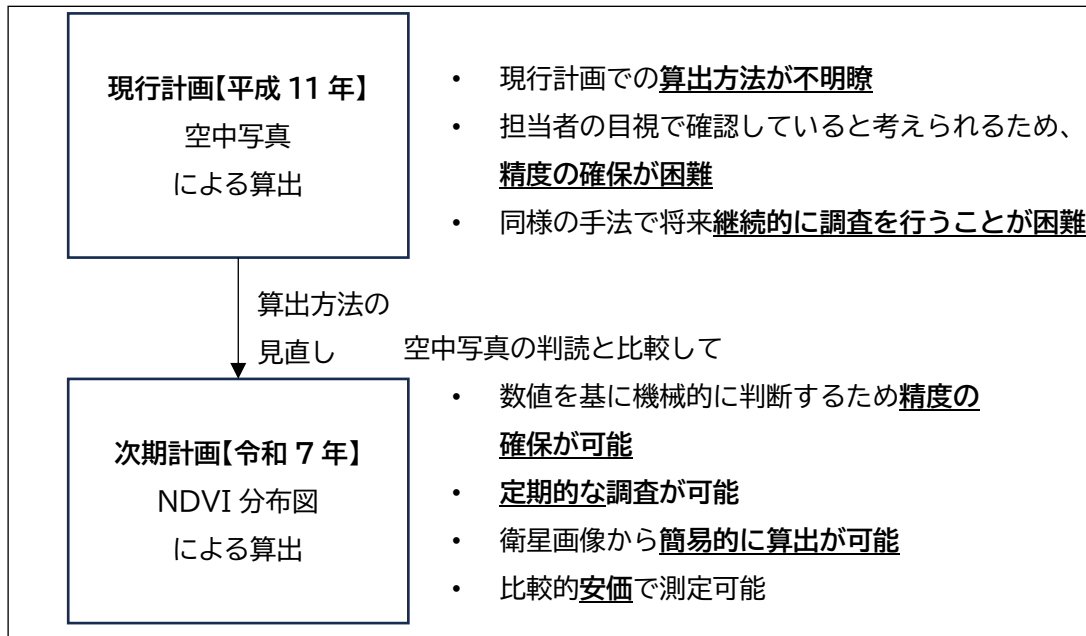 現行計画【平成 11 年】
空中写真
による算出
• 現行計画での算出方法が不明瞭
• 担当者の目視で確認していると考えられるため、
精度の確保が困難
• 同様の手法で将来継続的に調査を行うことが困難
算出方法の
見直し
空中写真の判読と比較して
• 数値を基に機械的に判断するため精度の
確保が可能
• 定期的な調査が可能
• 衛星画像から簡易的に算出が可能
• 比較的安価で測定可能
次期計画【令和 7 年】
NDVI 分布図
による算出